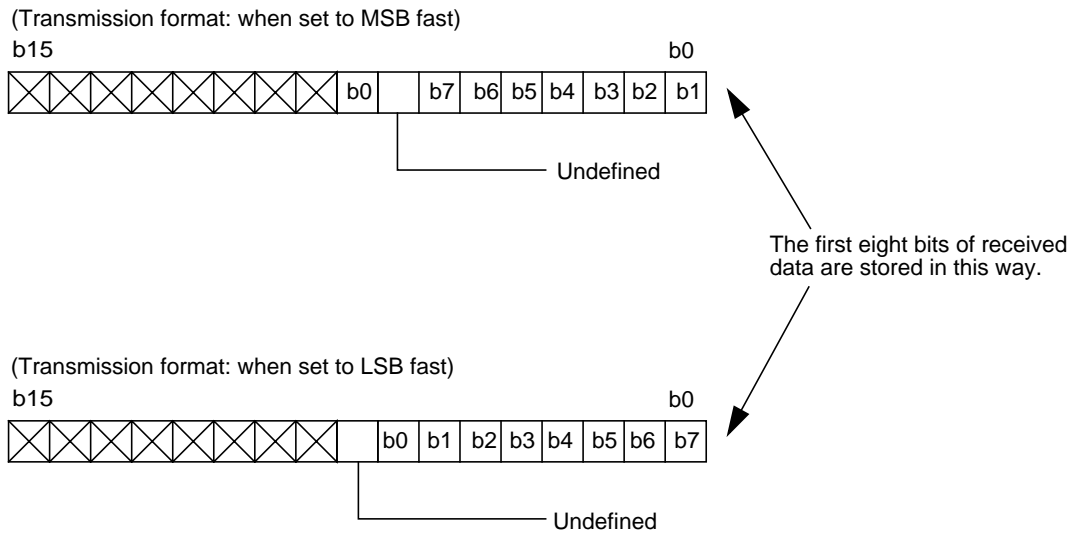 (Transmission format: when set to MSB fast)
b15 b0
b0 b7 b6 b5 b4 b3 b2 b1
Undefined
The first eight bits of received
data are stored in this way.
(Transmission format: when set to LSB fast)
b15 b0
b0 b1 b2 b3 b4 b5 b6 b7
Undefined